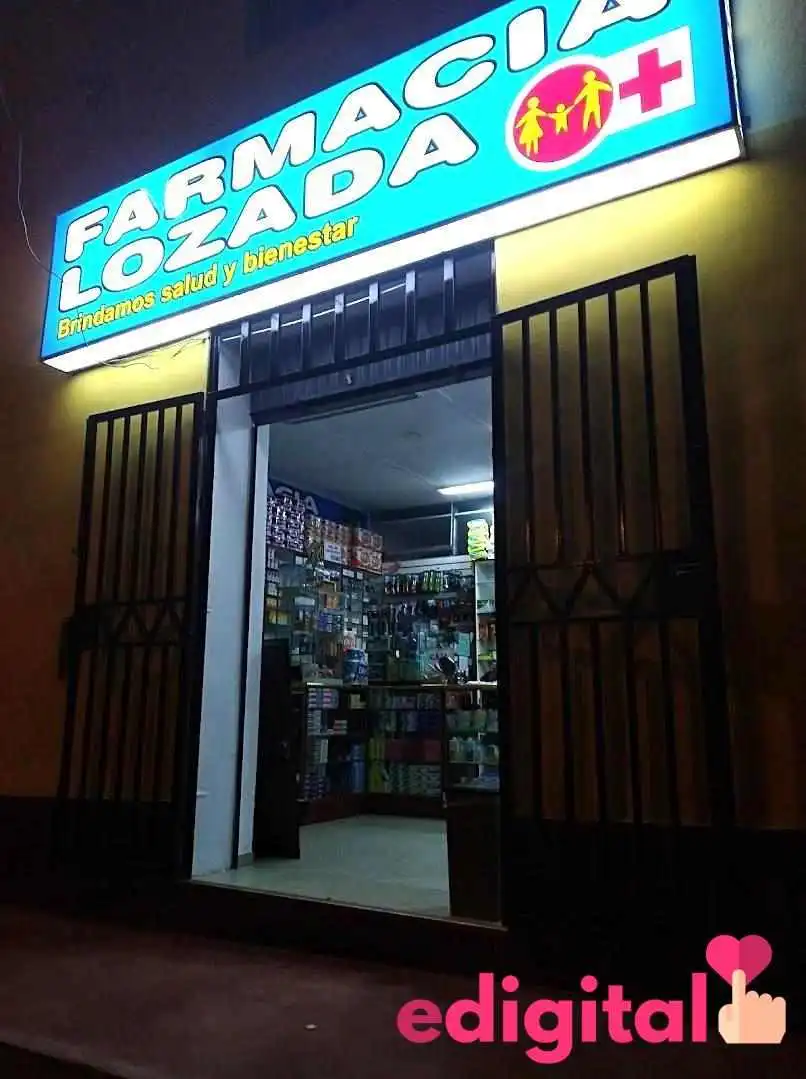 FARMACIA
LOZADA
Brindamos salud y bienestar
edigital